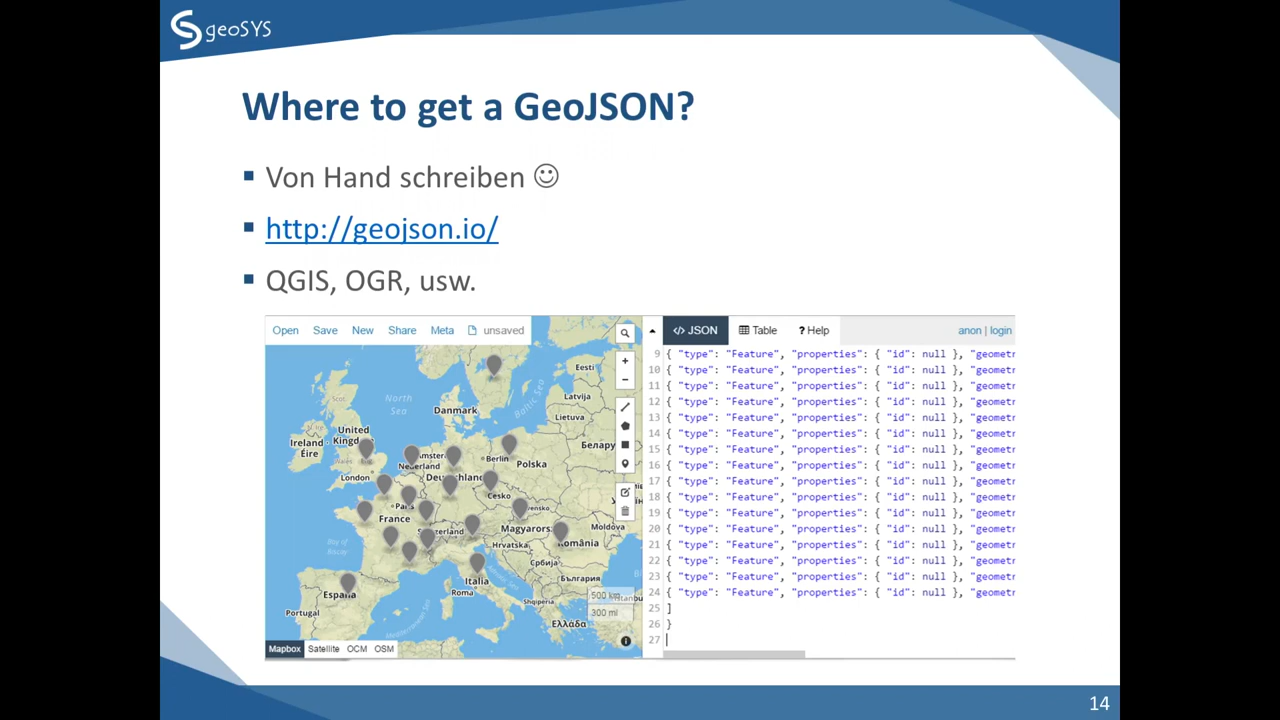 geoSYS
Where to get a GeoJSON?
Von Hand schreiben ☺
http://geojson.io/
QGIS, OGR, usw.
Open Save New Share Meta unsaved
</> JSON Table ? Help anon | login
North Sea
Baltic Sea
Eesti
Latvija
Lietuva
Danmark
United Kingdom
Ireland
Éire
Wales
London
Berlin
Polska
Беларусь
Česko
France
Magyarország
Moldova
România
Hrvatska
Србија
България
Bay of Biscay
España
Portugal
Italia
Roma
Shqipëria
Ελλάδα
500 km
300 mi
Mapbox Satellite OCM OSM
9 { "type": "Feature", "properties": { "id": null }, "geometr
10 { "type": "Feature", "properties": { "id": null }, "geometr
11 { "type": "Feature", "properties": { "id": null }, "geometr
12 { "type": "Feature", "properties": { "id": null }, "geometr
13 { "type": "Feature", "properties": { "id": null }, "geometr
14 { "type": "Feature", "properties": { "id": null }, "geometr
15 { "type": "Feature", "properties": { "id": null }, "geometr
16 { "type": "Feature", "properties": { "id": null }, "geometr
17 { "type": "Feature", "properties": { "id": null }, "geometr
18 { "type": "Feature", "properties": { "id": null }, "geometr
19 { "type": "Feature", "properties": { "id": null }, "geometr
20 { "type": "Feature", "properties": { "id": null }, "geometr
21 { "type": "Feature", "properties": { "id": null }, "geometr
22 { "type": "Feature", "properties": { "id": null }, "geometr
23 { "type": "Feature", "properties": { "id": null }, "geometr
24 { "type": "Feature", "properties": { "id": null }, "geometr
25 ]
26 }
27
14